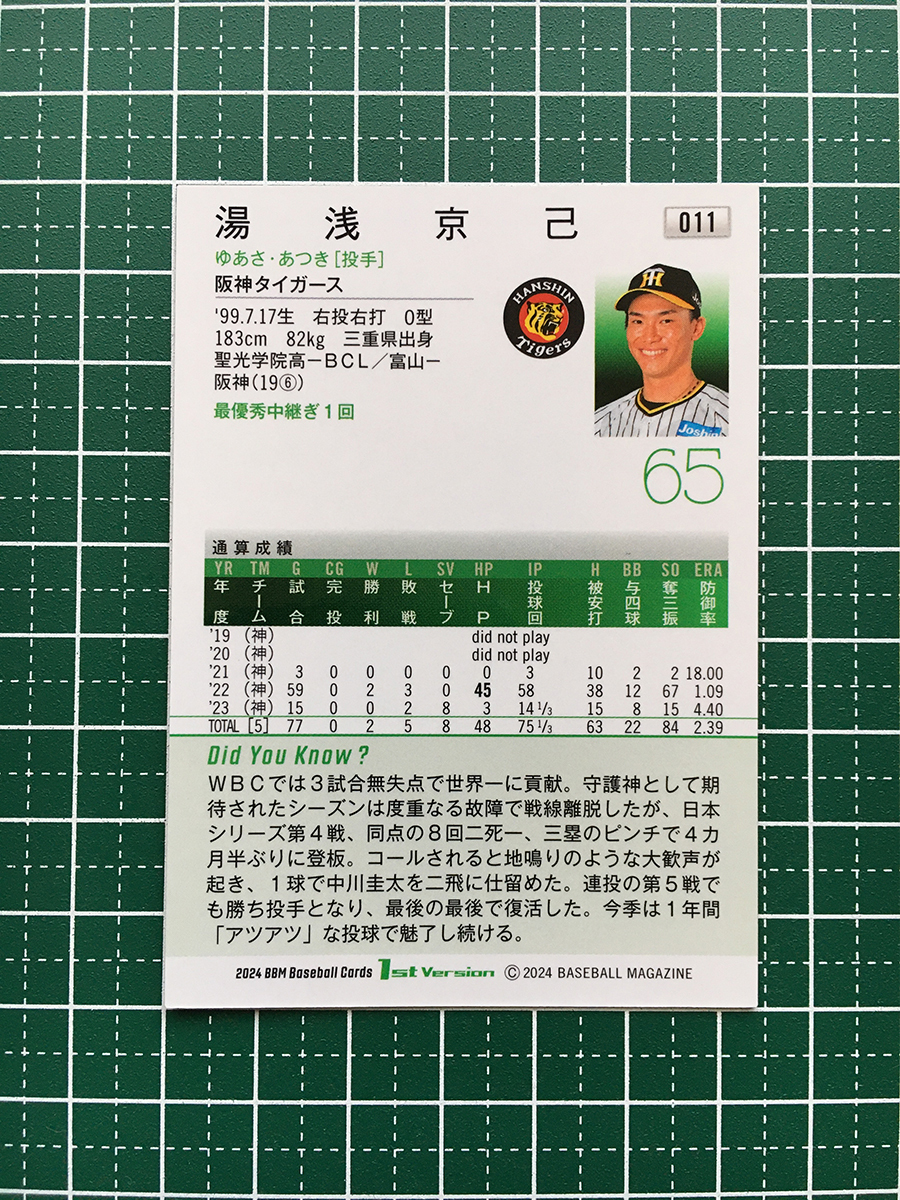 湯浅京己 011
ゆあさ・あつき[投手]
阪神タイガース
'99.7.17生 右投右打 O型
183cm 82kg 三重県出身
聖光学院高ーBCL/富山ー
阪神(19⑥)
最優秀中継ぎ1回
HANSHIN
Tigers
Joshin
65
通算成績
YR TM G CG W L SV HP IP H BB SO ERA
年度 チーム 試合 完投 勝利 敗戦 セーブ HP 投球回 被安打 与四球 奪三振 防御率
'19 (神) did not play
'20 (神) did not play
'21 (神) 3 0 0 0 0 0 3 10 2 2 18.00
'22 (神) 59 0 2 3 0 45 58 38 12 67 1.09
'23 (神) 15 0 0 2 8 3 14 1/3 15 8 15 4.40
TOTAL [5] 77 0 2 5 8 48 75 1/3 63 22 84 2.39
Did You Know?
WBCでは3試合無失点で世界一に貢献。守護神として期
待されたシーズンは度重なる故障で戦線離脱したが、日本
シリーズ第4戦、同点の8回二死一、三塁のピンチで4カ
月半ぶりに登板。コールされると地鳴りのような大歓声が
起き、1球で中川圭太を二飛に仕留めた。連投の第5戦で
も勝ち投手となり、最後の最後で復活した。今季は1年間
「アツアツ」な投球で魅了し続ける。
2024 BBM Baseball Cards 1st Version © 2024 BASEBALL MAGAZINE